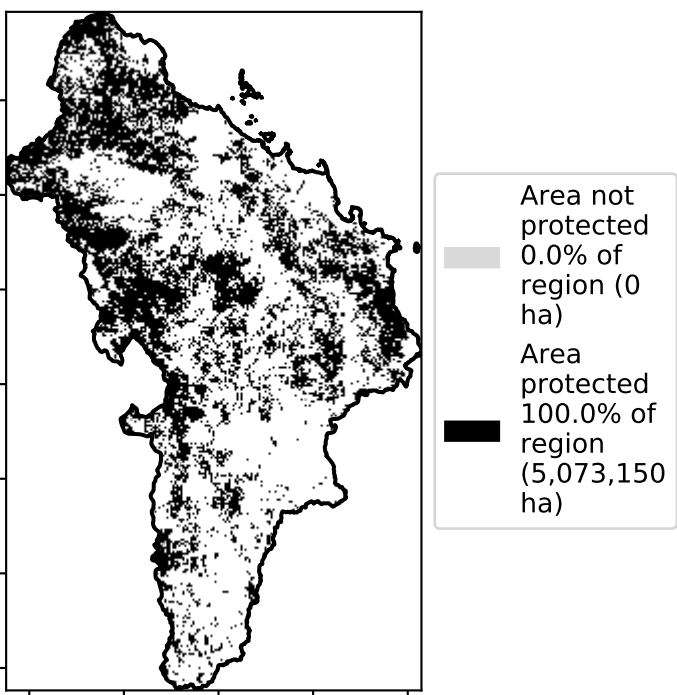 Area not
protected
0.0% of
region (0
ha)
Area
protected
100.0% of
region
(5,073,150
ha)